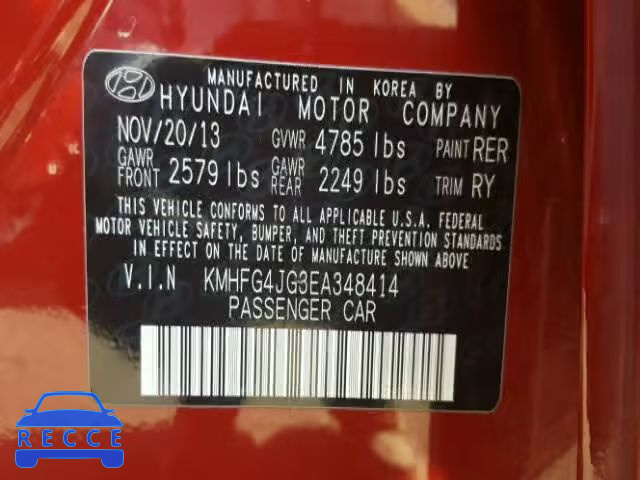 MANUFACTURED IN KOREA BY
HYUNDAI MOTOR COMPANY
NOV/20/13 GVWR 4785 lbs PAINT RER
GAWR FRONT 2579 lbs GAWR REAR 2249 lbs TRIM RY
THIS VEHICLE CONFORMS TO ALL APPLICABLE U.S.A. FEDERAL
MOTOR VEHICLE SAFETY, BUMPER, AND THEFT PREVENTION STANDARDS
IN EFFECT ON THE DATE OF MANUFACTURE SHOWN ABOVE
V.I.N KMHFG4JG3EA348414
PASSENGER CAR
RECCE